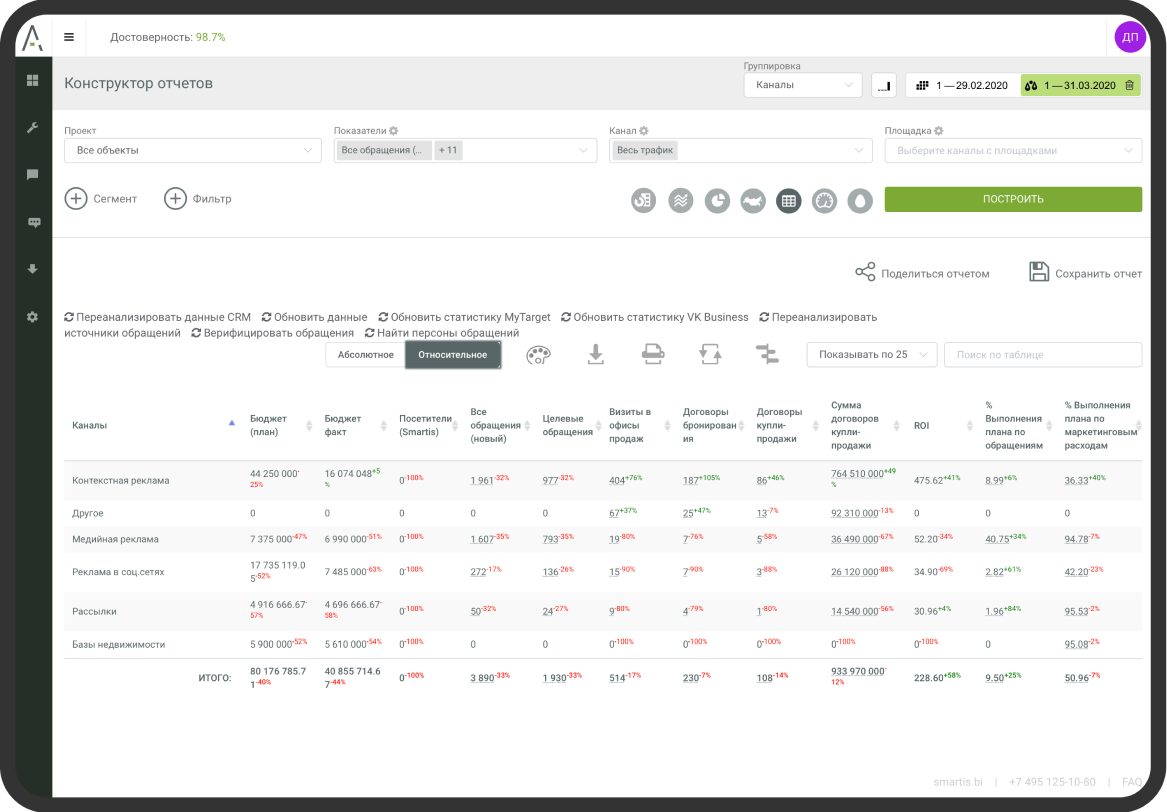 Достоверность: 98.7%
ДП
Конструктор отчетов
Группировка
Каналы
1 — 29.02.2020
1 — 31.03.2020
Проект
Показатели
Канал
Площадка
Все объекты
Все обращения (...
+ 11
Весь трафик
Выберите каналы с площадками
Сегмент
Фильтр
ПОСТРОИТЬ
Поделиться отчетом
Сохранить отчет
Переанализировать данные CRM Обновить данные Обновить статистику MyTarget Обновить статистику VK Business Переанализировать
источники обращений Верифицировать обращения Найти персоны обращений
Абсолютное
Относительное
Показывать по 25
Поиск по таблице
Каналы
Бюджет
(план)
Бюджет
факт
Посетители
(Smartis)
Все
обращения
(новый)
Целевые
обращения
Визиты в
офисы
продаж
Договоры
бронирован
ия
Договоры
купли-
продажи
Сумма
договоров
купли-
продажи
ROI
%
Выполнения
плана по
обращениям
% Выполнения
плана по
маркетинговым
расходам
Контекстная реклама
44 250 000-
25%
16 074 048+5
%
0-100%
1 961-32%
977-32%
404+76%
187+105%
86+46%
764 510 000+49
%
475.62+41%
8.99+6%
36.33+40%
Другое
0
0
0
0
0
67+37%
25+47%
13-7%
92 310 000-13%
0
0
0
Медийная реклама
7 375 000-47%
6 990 000-51%
0-100%
1 607-35%
793-35%
19-80%
7-76%
5-58%
36 490 000-67%
52.20-34%
40.75+34%
94.78-7%
Реклама в соц.сетях
17 735 119.0
5-52%
7 485 000-63%
0-100%
272-17%
136-26%
15-90%
7-90%
3-88%
26 120 000-88%
34.90-69%
2.82+61%
42.20-23%
Рассылки
4 916 666.67-
57%
4 696 666.67-
58%
0-100%
50-32%
24-27%
9-80%
4-79%
1-80%
14 540 000-56%
30.96+4%
1.96+84%
95.53-2%
Базы недвижимости
5 900 000-52%
5 610 000-54%
0-100%
0
0
0-100%
0-100%
0-100%
0-100%
0-100%
0
95.08-2%
ИТОГО:
80 176 785.7
1-40%
40 855 714.6
7-44%
0-100%
3 890-33%
1 930-33%
514-17%
230-7%
108-14%
933 970 000-
12%
228.60+58%
9.50+25%
50.96-7%
smartis.bi | +7 495 125-10-80 | FAQ